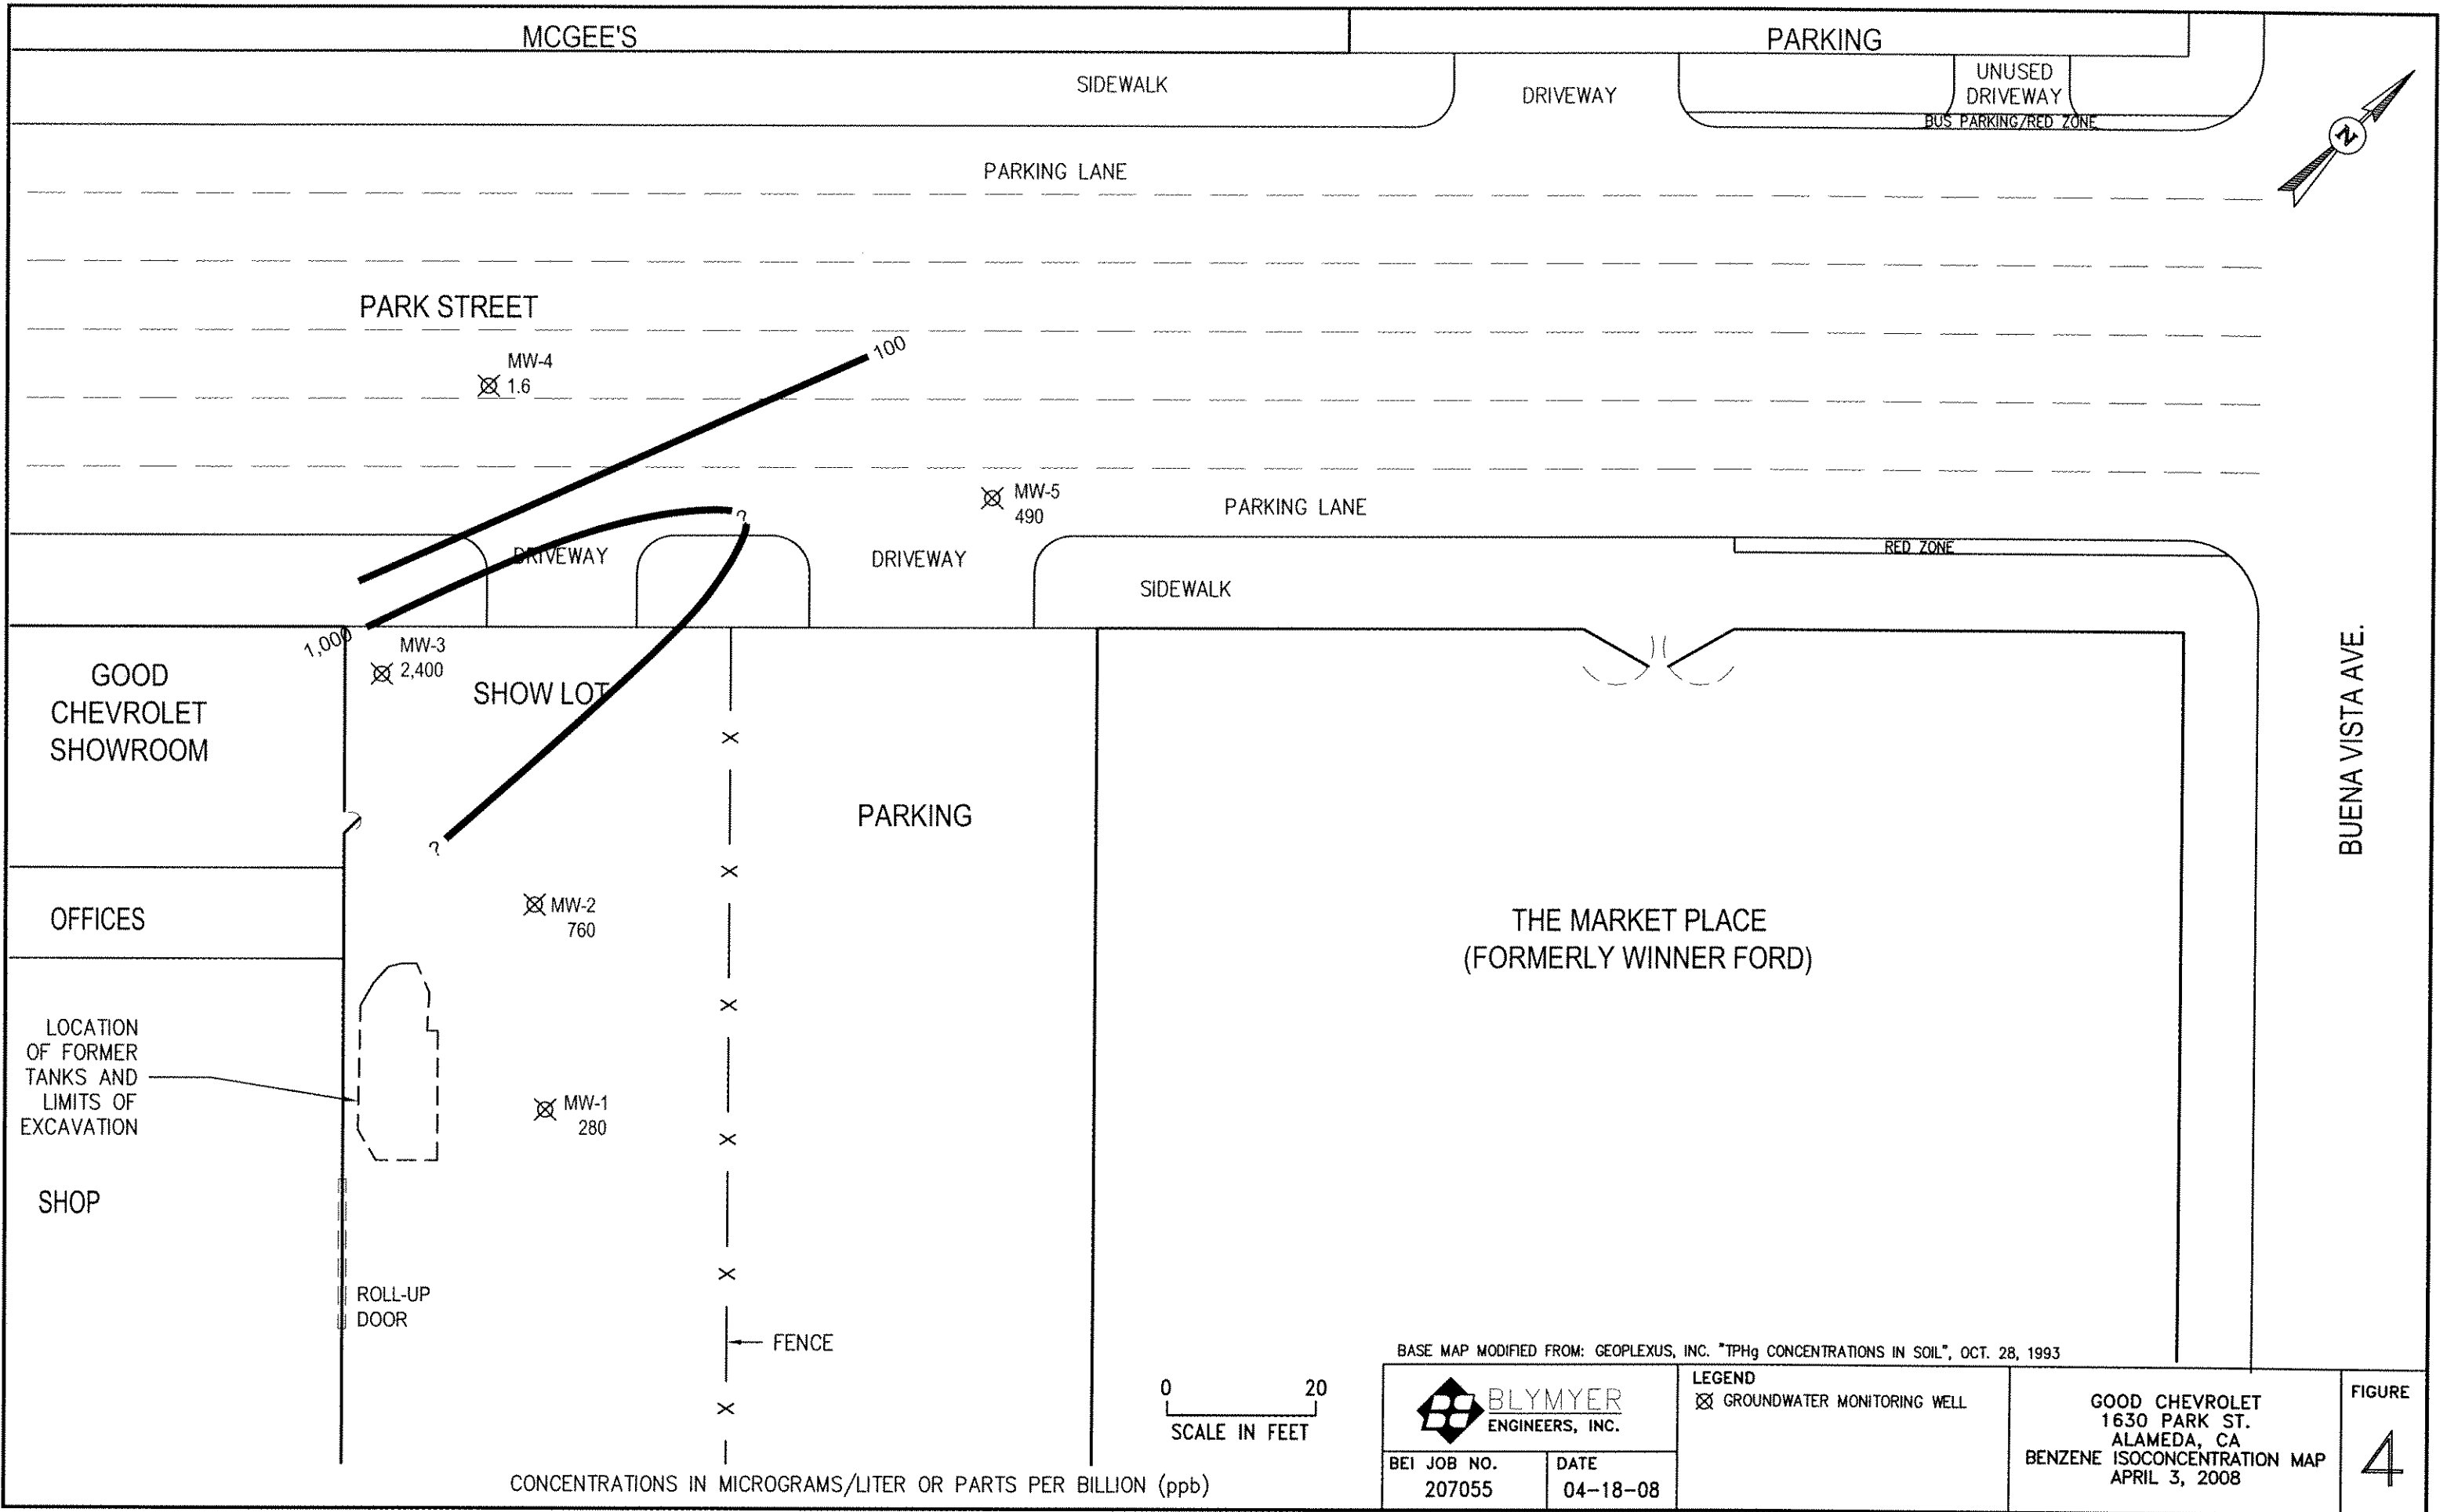 MCGEE'S
PARKING
SIDEWALK
DRIVEWAY
UNUSED
DRIVEWAY
BUS PARKING/RED ZONE
N
PARKING LANE
PARK STREET
100
MW-4
1.6
MW-5
490
PARKING LANE
?
DRIVEWAY
DRIVEWAY
RED ZONE
SIDEWALK
1,000
MW-3
2,400
GOOD
CHEVROLET
SHOWROOM
SHOW LOT
BUENA VISTA AVE.
X
PARKING
?
X
OFFICES
MW-2
760
THE MARKET PLACE
(FORMERLY WINNER FORD)
X
LOCATION
OF FORMER
TANKS AND
LIMITS OF
EXCAVATION
MW-1
280
X
SHOP
X
ROLL-UP
DOOR
FENCE
X
BASE MAP MODIFIED FROM: GEOPLEXUS, INC. "TPHg CONCENTRATIONS IN SOIL", OCT. 28, 1993
0 20
SCALE IN FEET
BLYMYER
ENGINEERS, INC.
BEI JOB NO.
207055
DATE
04-18-08
LEGEND
GROUNDWATER MONITORING WELL
GOOD CHEVROLET
1630 PARK ST.
ALAMEDA, CA
BENZENE ISOCONCENTRATION MAP
APRIL 3, 2008
FIGURE
4
CONCENTRATIONS IN MICROGRAMS/LITER OR PARTS PER BILLION (ppb)